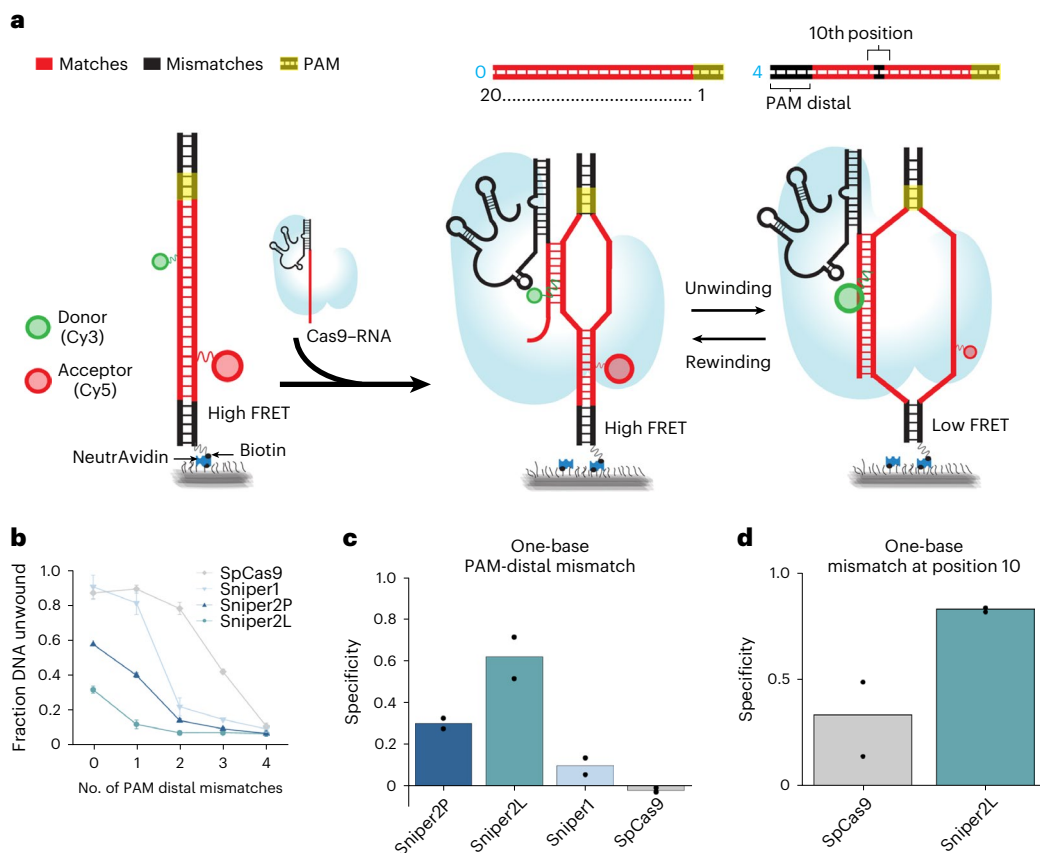 a
Matches
Mismatches
PAM
10th position
0
4
20
1
PAM distal
Donor
(Cy3)
Acceptor
(Cy5)
Cas9–RNA
Unwinding
Rewinding
High FRET
High FRET
Low FRET
NeutrAvidin
Biotin
b
Fraction DNA unwound
1.0
0.8
0.6
0.4
0.2
0
0 1 2 3 4
No. of PAM distal mismatches
SpCas9
Sniper1
Sniper2P
Sniper2L
c
One-base
PAM-distal mismatch
Specificity
1.0
0.8
0.6
0.4
0.2
0
Sniper2P
Sniper2L
Sniper1
SpCas9
d
One-base
mismatch at position 10
Specificity
1.0
0.5
0
SpCas9
Sniper2L